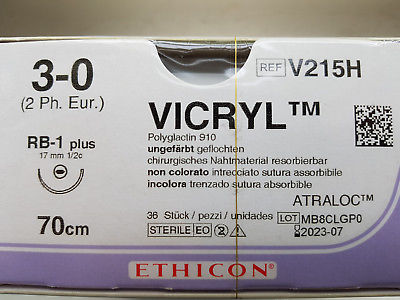 3-0
(2 Ph. Eur.)
RB-1 plus
17 mm 1/2c
70cm
REF V215H
VICRYL™
Polyglactin 910
ungefärbt geflochten
chirurgisches Nahtmaterial resorbierbar
non colorato intrecciato sutura assorbibile
incolora trenzado sutura absorbible
ATRALOC™
36 Stück / pezzi / unidades
LOT MB8CLGP0
STERILE EO 2
2023-07
ETHICON®